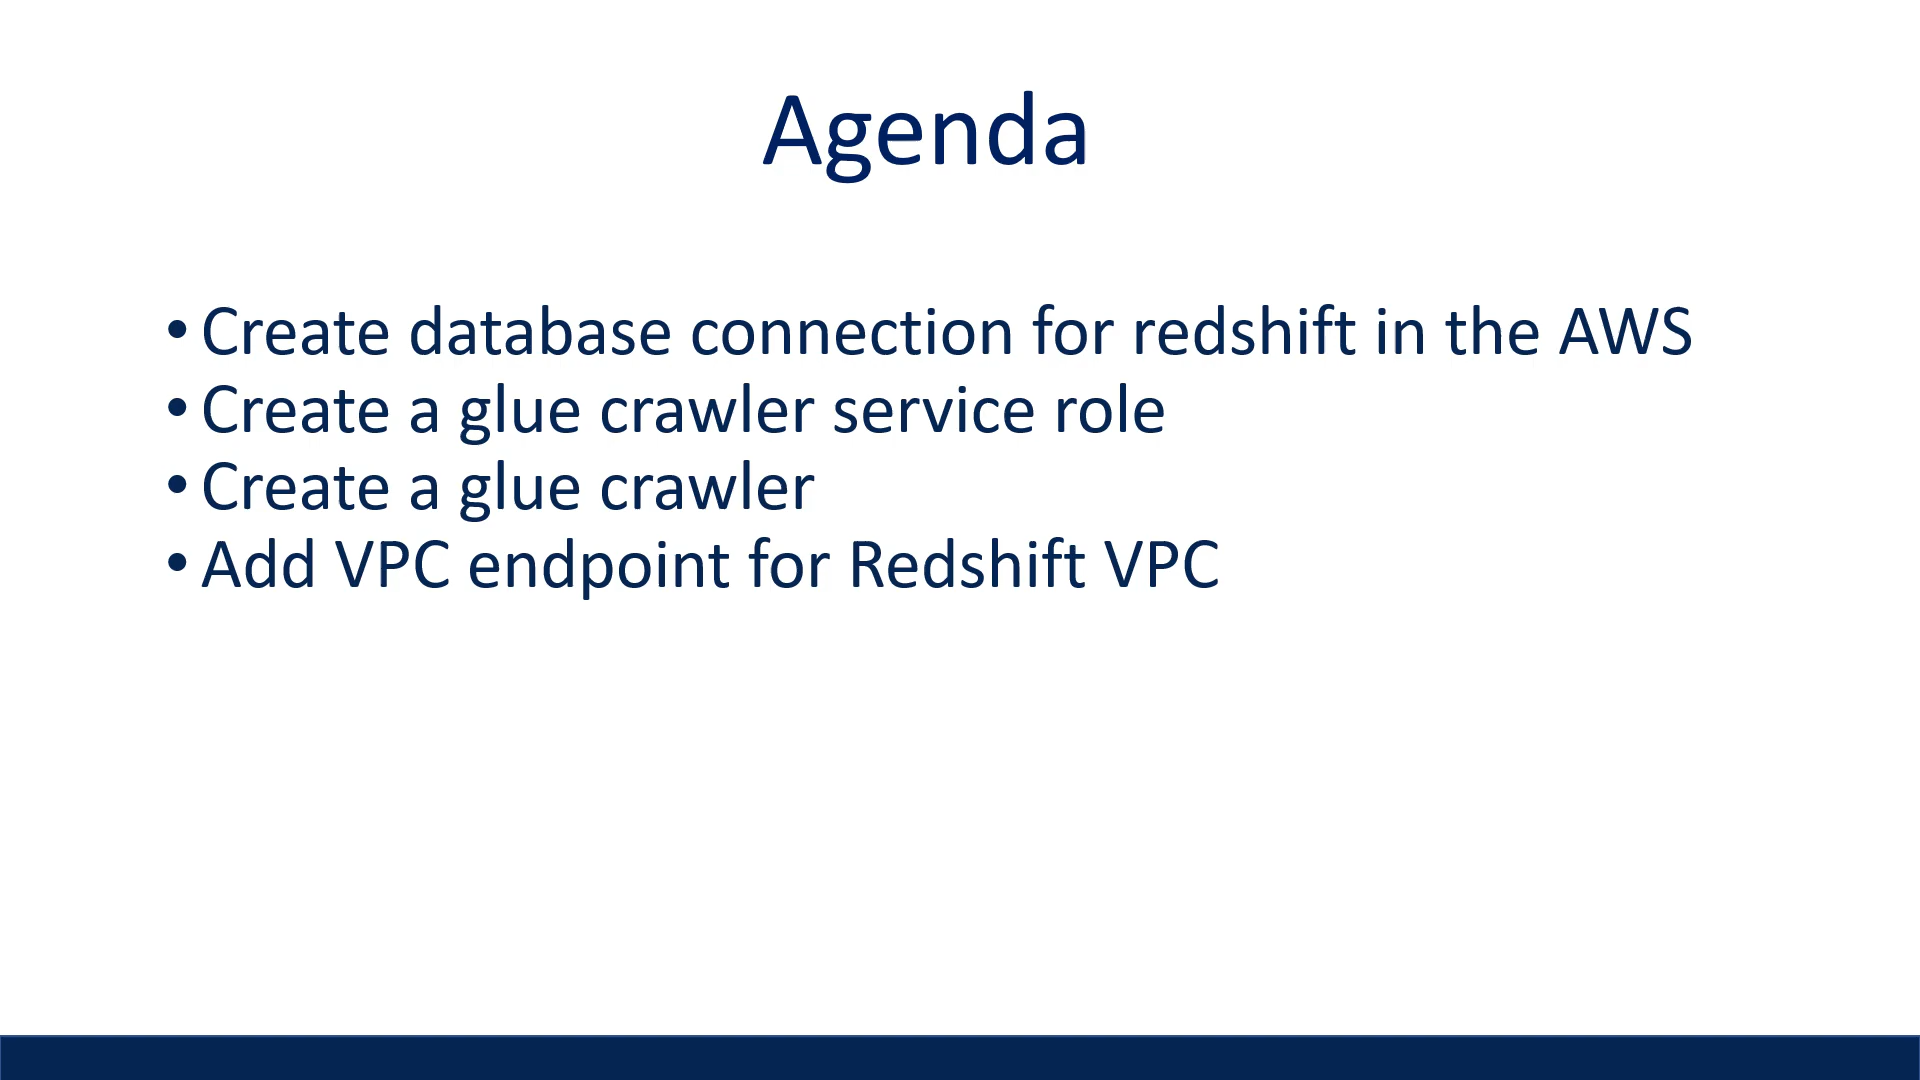 Agenda
• Create database connection for redshift in the AWS
• Create a glue crawler service role
• Create a glue crawler
• Add VPC endpoint for Redshift VPC